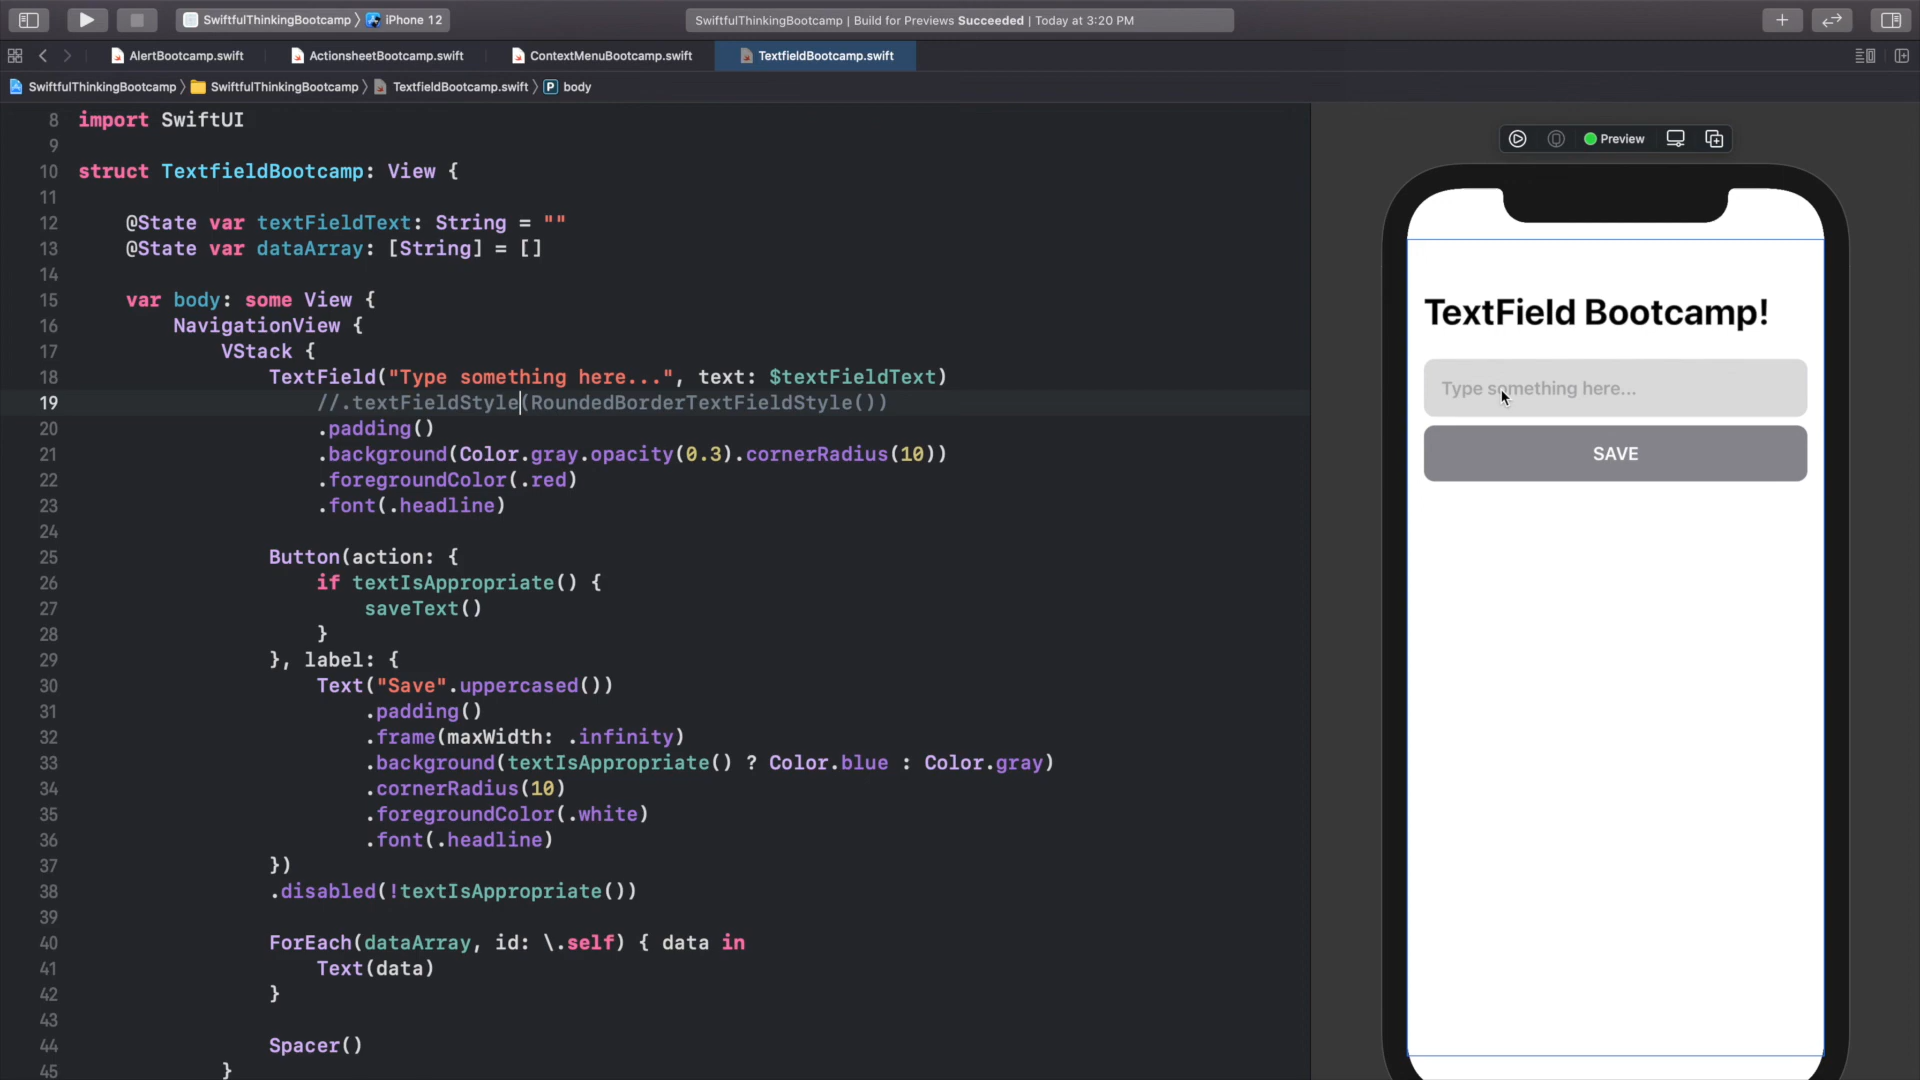 SwiftfulThinkingBootcamp 〉 iPhone 12
SwiftfulThinkingBootcamp | Build for Previews Succeeded | Today at 3:20 PM
AlertBootcamp.swift
ActionsheetBootcamp.swift
ContextMenuBootcamp.swift
TextfieldBootcamp.swift
SwiftfulThinkingBootcamp 〉 SwiftfulThinkingBootcamp 〉 TextfieldBootcamp.swift 〉 P body
8 import SwiftUI
9
10 struct TextfieldBootcamp: View {
11
12 @State var textFieldText: String = ""
13 @State var dataArray: [String] = []
14
15 var body: some View {
16 NavigationView {
17 VStack {
18 TextField("Type something here...", text: $textFieldText)
19 //.textFieldStyle(RoundedBorderTextFieldStyle())
20 .padding()
21 .background(Color.gray.opacity(0.3).cornerRadius(10))
22 .foregroundColor(.red)
23 .font(.headline)
24
25 Button(action: {
26 if textIsAppropriate() {
27 saveText()
28 }
29 }, label: {
30 Text("Save".uppercased())
31 .padding()
32 .frame(maxWidth: .infinity)
33 .background(textIsAppropriate() ? Color.blue : Color.gray)
34 .cornerRadius(10)
35 .foregroundColor(.white)
36 .font(.headline)
37 })
38 .disabled(!textIsAppropriate())
39
40 ForEach(dataArray, id: \.self) { data in
41 Text(data)
42 }
43
44 Spacer()
45 }
Preview
TextField Bootcamp!
Type something here...
SAVE